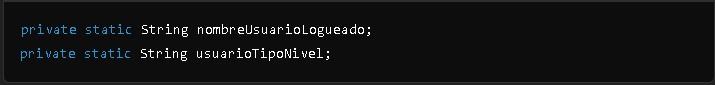 private static String nombreUsuarioLogueado;
private static String usuarioTipoNivel;